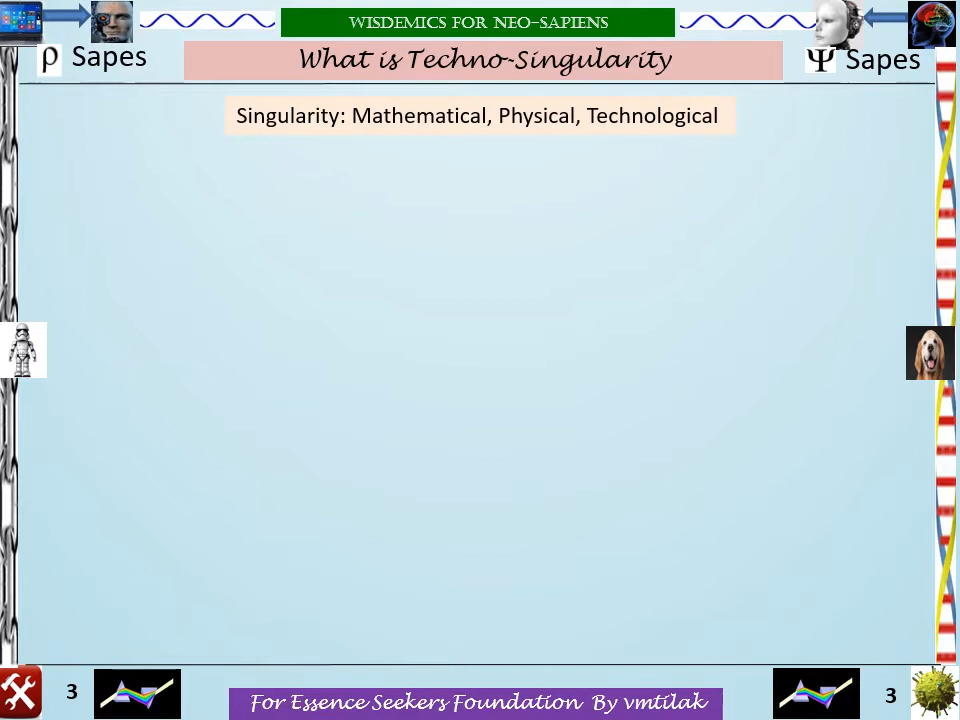 WISDEMICS FOR NEO-SAPIENS
ρ Sapes
What is Techno-Singularity
Ψ Sapes
Singularity: Mathematical, Physical, Technological
3
For Essence Seekers Foundation By vmtilak
3